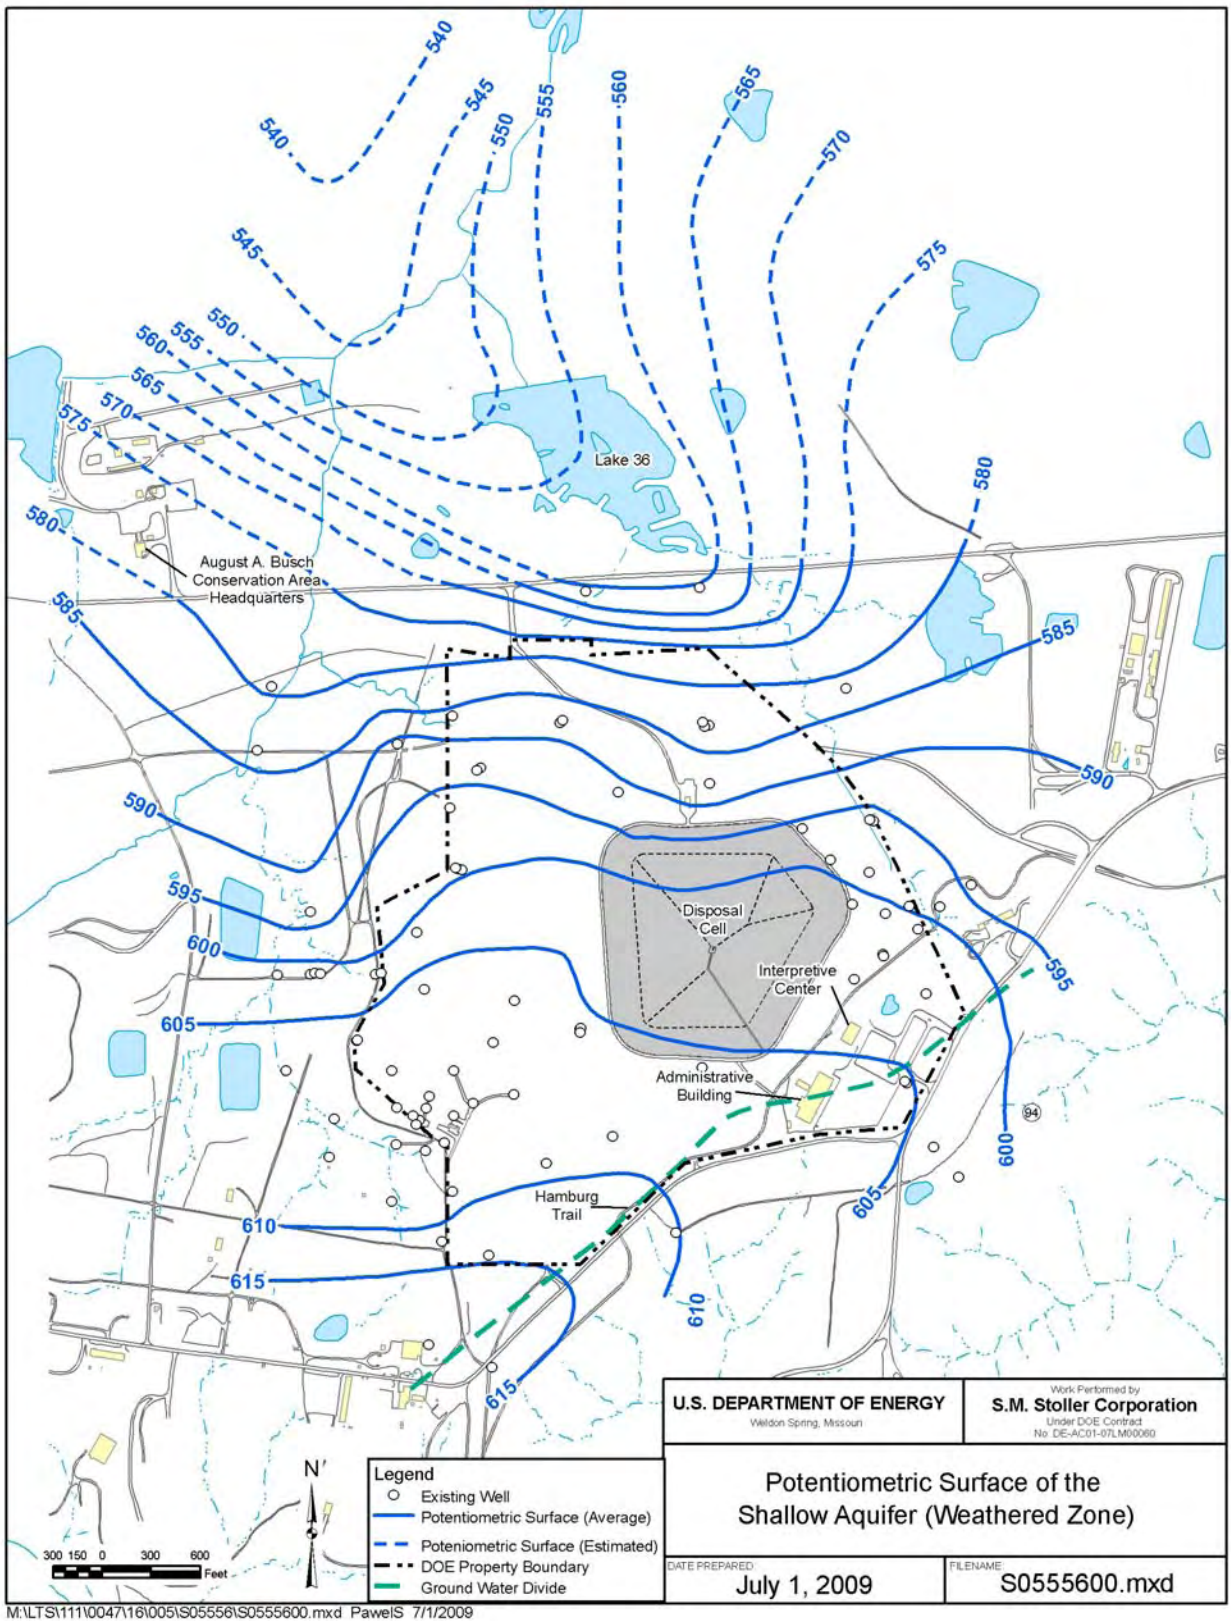 540
540
545
545
550
555
560
565
570
575
550
555
560
565
570
575
580
580
585
585
590
590
595
595
600
600
605
605
610
610
615
615
Lake 36
August A. Busch
Conservation Area
Headquarters
Disposal
Cell
Interpretive
Center
Administrative
Building
94
Hamburg
Trail
N
Legend
Existing Well
Potentiometric Surface (Average)
Poteniometric Surface (Estimated)
DOE Property Boundary
Ground Water Divide
300 150 0 300 600
Feet
U.S. DEPARTMENT OF ENERGY
Weldon Spring, Missouri
Work Performed by
S.M. Stoller Corporation
Under DOE Contract
No. DE-AC01-07LM00060
Potentiometric Surface of the
Shallow Aquifer (Weathered Zone)
DATE PREPARED
July 1, 2009
FILENAME
S0555600.mxd
M:\LTS\111\0047\16\005\S05556\S0555600.mxd PawelS 7/1/2009